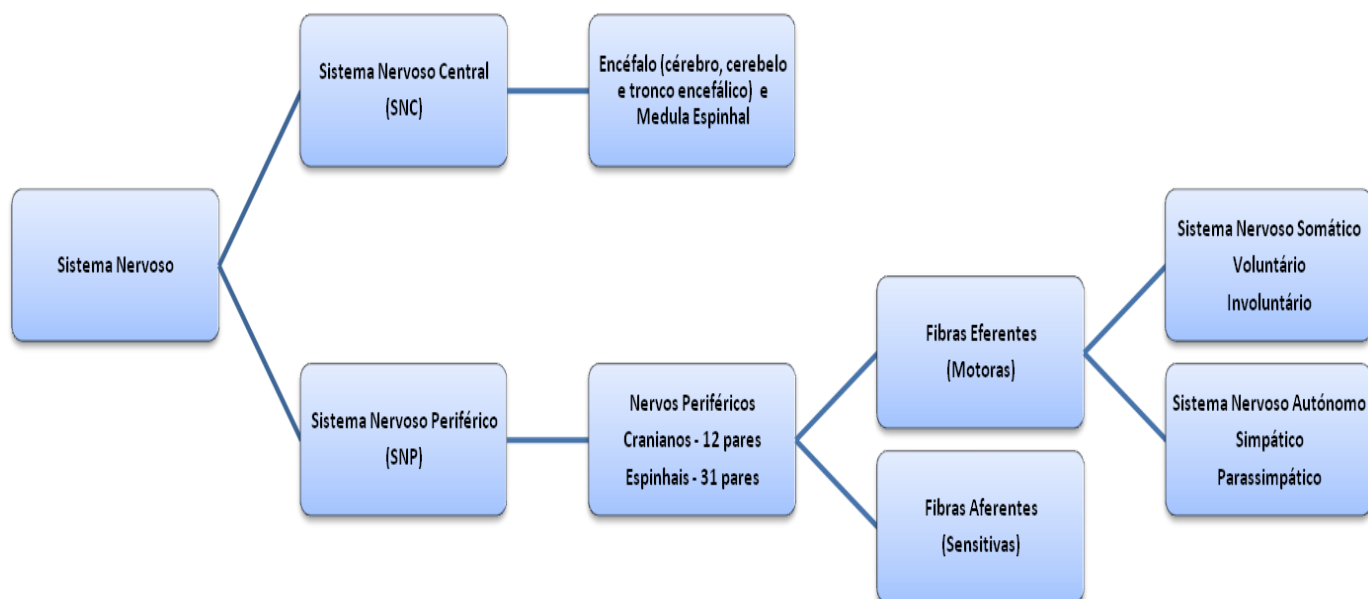 Sistema Nervoso
Sistema Nervoso Central
(SNC)
Encéfalo (cérebro, cerebelo
e tronco encefálico) e
Medula Espinhal
Sistema Nervoso Periférico
(SNP)
Nervos Periféricos
Cranianos - 12 pares
Espinhais - 31 pares
Fibras Eferentes
(Motoras)
Fibras Aferentes
(Sensitivas)
Sistema Nervoso Somático
Voluntário
Involuntário
Sistema Nervoso Autónomo
Simpático
Parassimpático